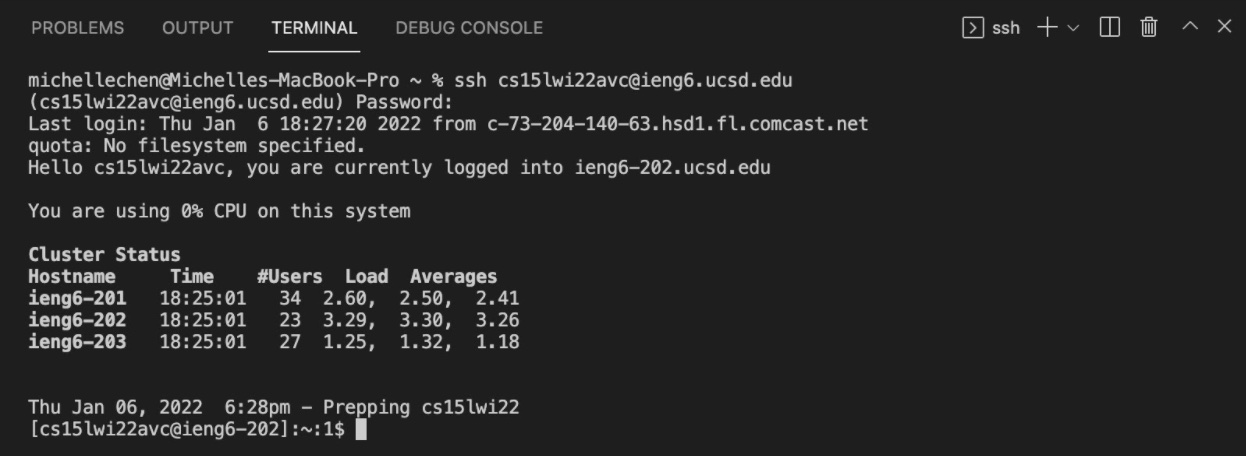 PROBLEMS OUTPUT TERMINAL DEBUG CONSOLE ssh
michellechen@Michelles-MacBook-Pro ~ % ssh cs15lwi22avc@ieng6.ucsd.edu
(cs15lwi22avc@ieng6.ucsd.edu) Password:
Last login: Thu Jan  6 18:27:20 2022 from c-73-204-140-63.hsd1.fl.comcast.net
quota: No filesystem specified.
Hello cs15lwi22avc, you are currently logged into ieng6-202.ucsd.edu
You are using 0% CPU on this system
Cluster Status
Hostname     Time    #Users  Load  Averages
ieng6-201   18:25:01   34  2.60,  2.50,  2.41
ieng6-202   18:25:01   23  3.29,  3.30,  3.26
ieng6-203   18:25:01   27  1.25,  1.32,  1.18
Thu Jan 06, 2022  6:28pm - Prepping cs15lwi22
[cs15lwi22avc@ieng6-202]:~:1$